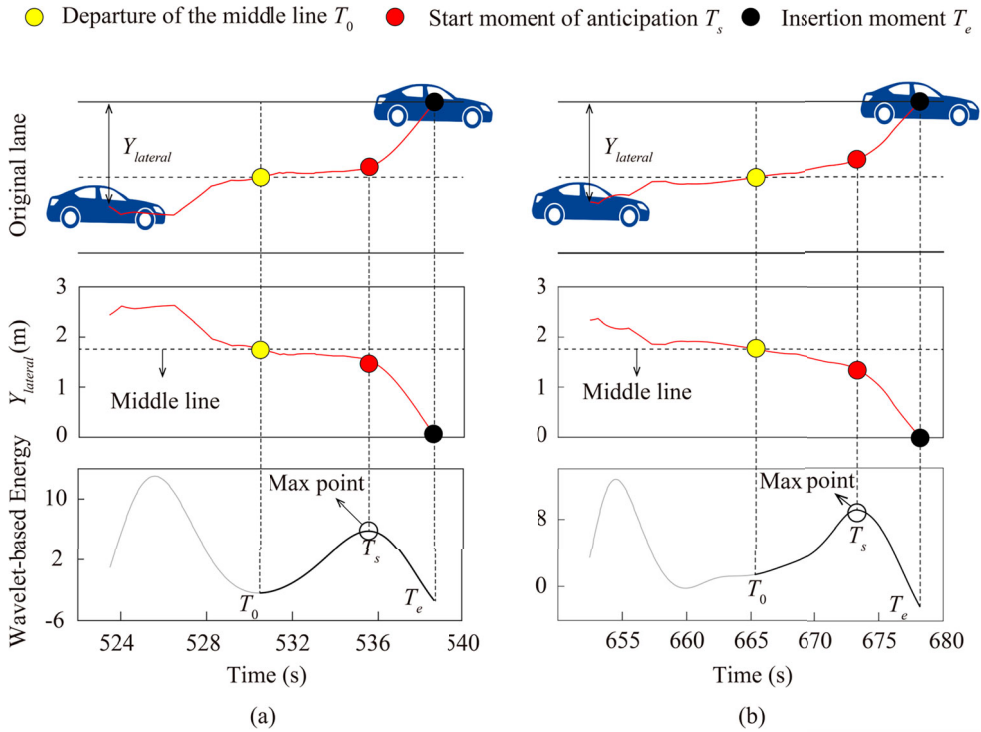 Departure of the middle line T0 Start moment of anticipation Ts Insertion moment Te
Original lane
Ylateral
Ylateral (m)
3
2
1
0
Middle line
Wavelet-based Energy
10
2
-6
Max point
Ts
T0
Te
524 528 532 536 540
Time (s)
(a)
Ylateral
3
2
1
0
Middle line
8
0
Max point
Ts
T0
Te
655 660 665 670 675 680
Time (s)
(b)